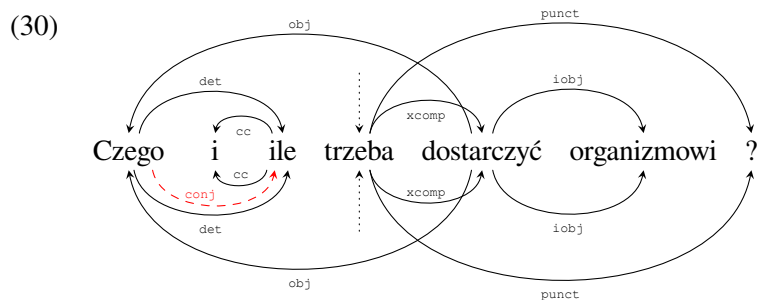 (30)
obj punct
det iobj
cc xcomp
Czego i ile trzeba dostarczyć organizmowi ?
conj cc xcomp
det iobj
obj punct